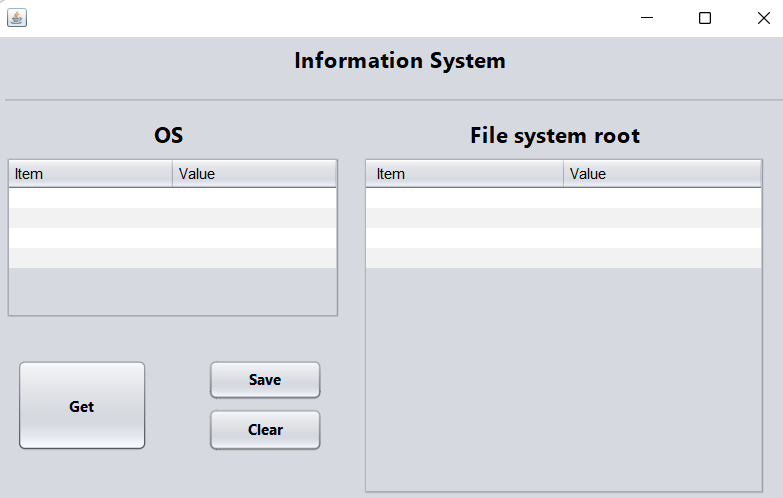 Information System
OS
File system root
Item Value
Item Value
Get
Save
Clear